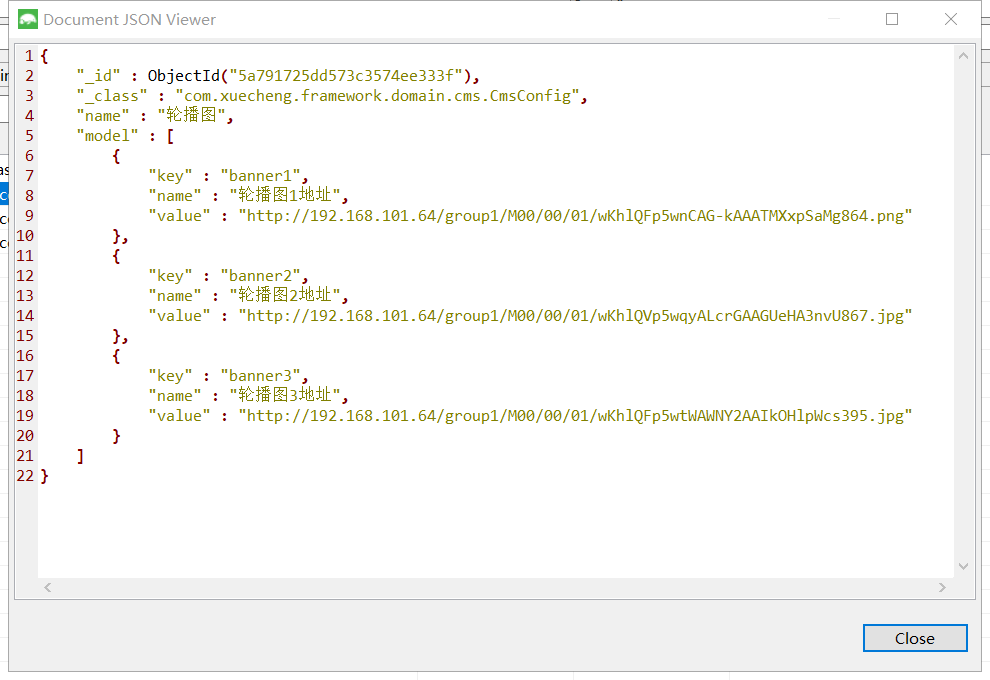 Document JSON Viewer
1 {
2 "_id" : ObjectId("5a791725dd573c3574ee333f"),
3 "_class" : "com.xuecheng.framework.domain.cms.CmsConfig",
4 "name" : "轮播图",
5 "model" : [
6 {
7 "key" : "banner1",
8 "name" : "轮播图1地址",
9 "value" : "http://192.168.101.64/group1/M00/00/01/wKhlQFp5wnCAG-kAAATMXxpSaMg864.png"
10 },
11 {
12 "key" : "banner2",
13 "name" : "轮播图2地址",
14 "value" : "http://192.168.101.64/group1/M00/00/01/wKhlQVp5wqyALcrGAAGUeHA3nvU867.jpg"
15 },
16 {
17 "key" : "banner3",
18 "name" : "轮播图3地址",
19 "value" : "http://192.168.101.64/group1/M00/00/01/wKhlQFp5wtWAWNY2AAIkOHlpWcs395.jpg"
20 }
21 ]
22 }
Close